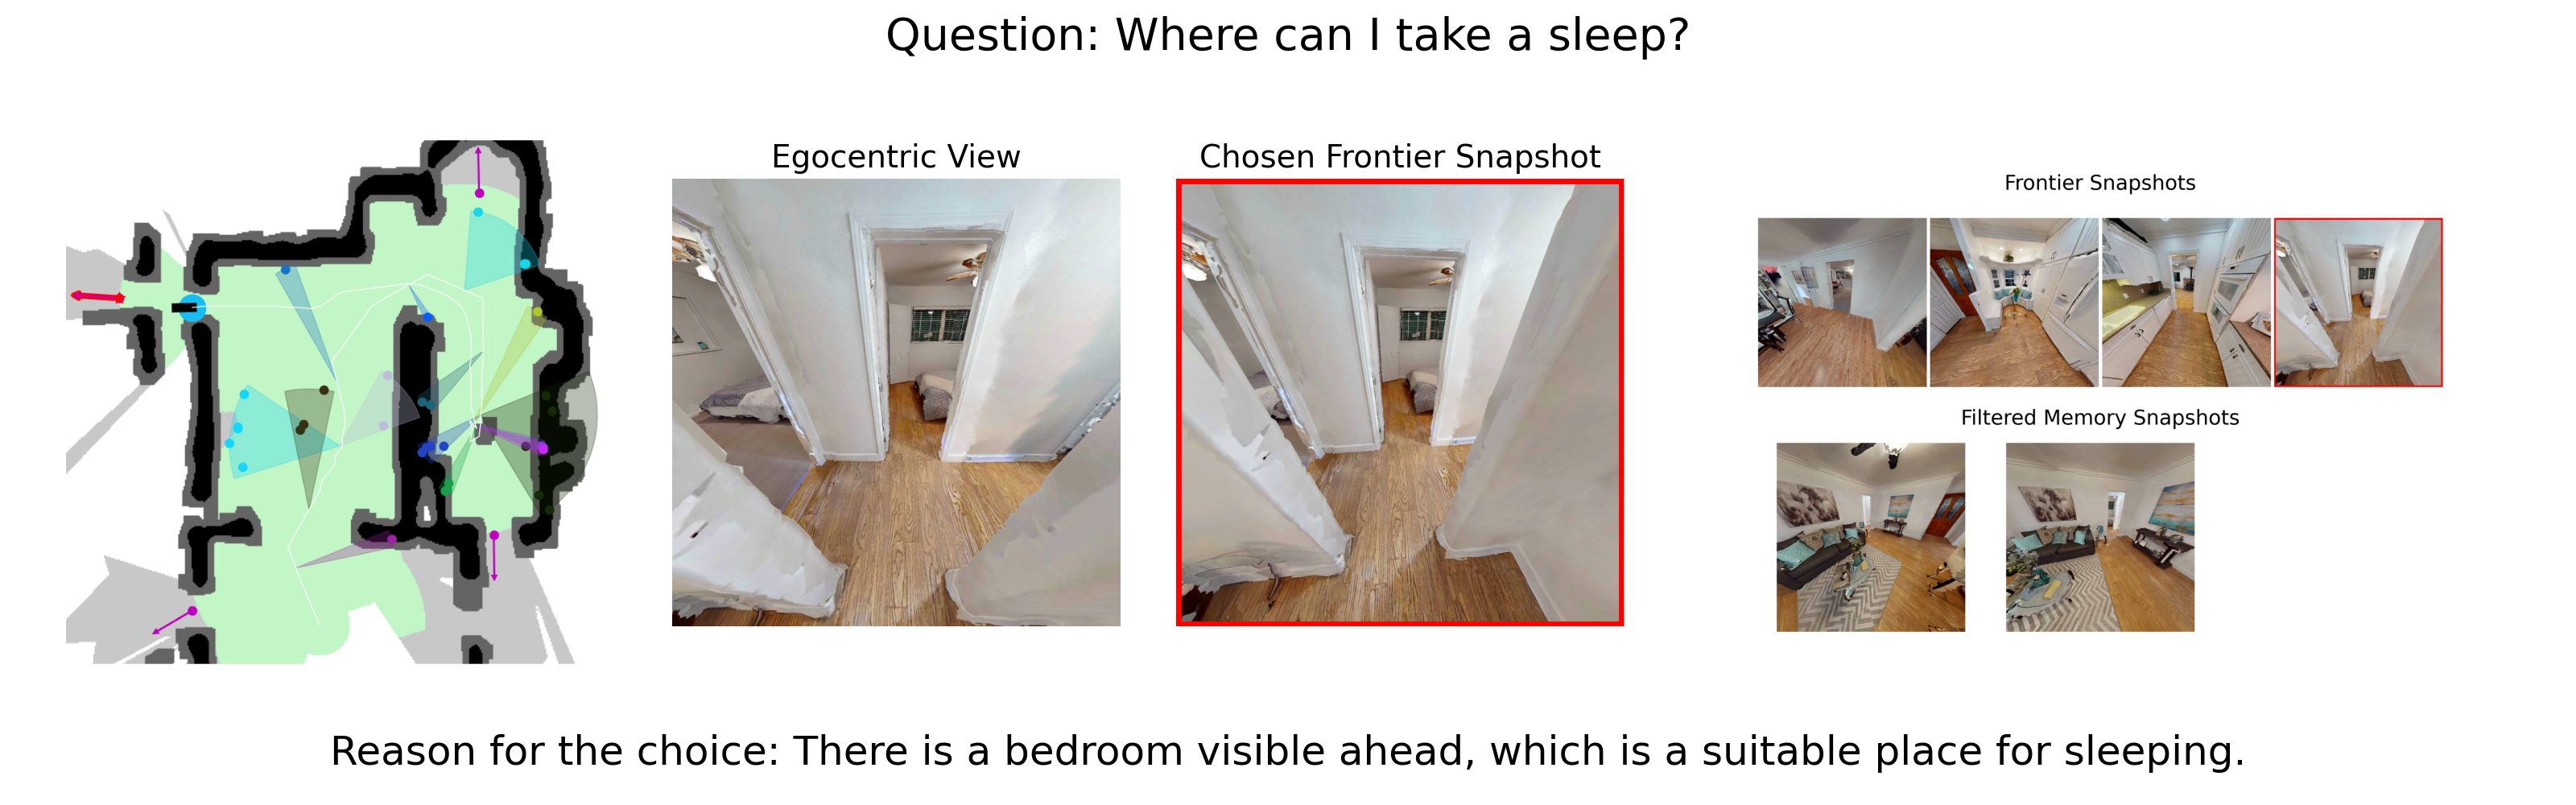 Question: Where can I take a sleep?
Egocentric View
Chosen Frontier Snapshot
Frontier Snapshots
Filtered Memory Snapshots
Reason for the choice: There is a bedroom visible ahead, which is a suitable place for sleeping.